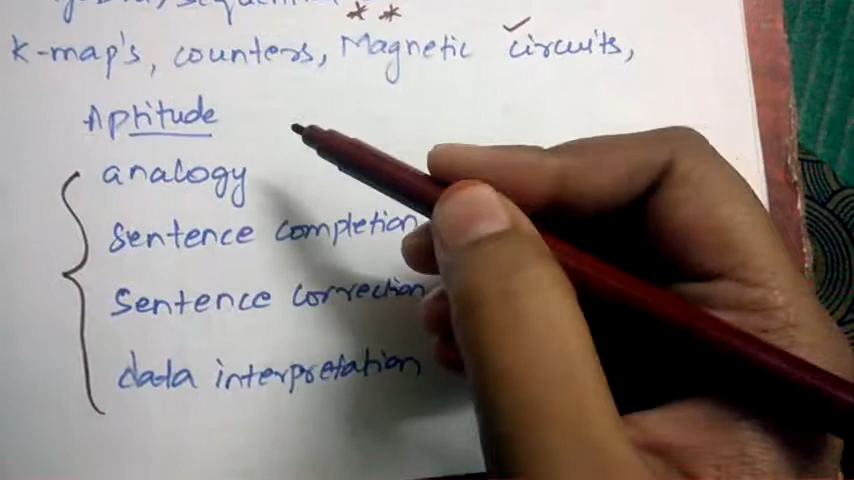 K-map's, counters, Magnetic circuits,
Aptitude
analogy
Sentence completion
Sentence correction
data interpretation